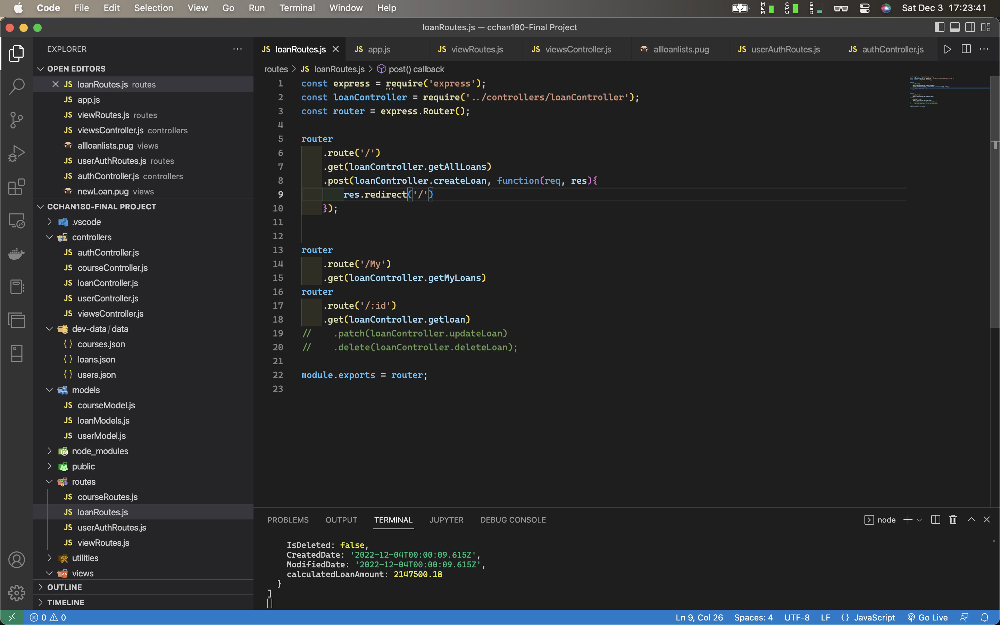 Code File Edit Selection View Go Run Terminal Window Help MEM CPU SSD Sat Dec 3 17:23:41
loanRoutes.js — cchan180-Final Project
EXPLORER
OPEN EDITORS
JS loanRoutes.js routes
JS app.js
JS viewRoutes.js routes
JS viewsController.js controllers
allloanlists.pug views
JS userAuthRoutes.js routes
JS authController.js controllers
newLoan.pug views
CCHAN180-FINAL PROJECT
.vscode
controllers
JS authController.js
JS courseController.js
JS loanController.js
JS userController.js
JS viewsController.js
dev-data / data
{ } courses.json
{ } loans.json
{ } users.json
models
JS courseModel.js
JS loanModels.js
JS userModel.js
node_modules
public
routes
JS courseRoutes.js
JS loanRoutes.js
JS userAuthRoutes.js
JS viewRoutes.js
utilities
views
OUTLINE
TIMELINE
JS loanRoutes.js JS app.js JS viewRoutes.js JS viewsController.js allloanlists.pug JS userAuthRoutes.js JS authController.js
routes > JS loanRoutes.js > post() callback
1 const express = require('express');
2 const loanController = require('../controllers/loanController');
3 const router = express.Router();
4
5 router
6 .route('/')
7 .get(loanController.getAllLoans)
8 .post(loanController.createLoan, function(req, res){
9 res.redirect('/')
10 });
11
12
13 router
14 .route('/My')
15 .get(loanController.getMyLoans)
16 router
17 .route('/:id')
18 .get(loanController.getloan)
19 // .patch(loanController.updateLoan)
20 // .delete(loanController.deleteLoan);
21
22 module.exports = router;
23
PROBLEMS OUTPUT TERMINAL JUPYTER DEBUG CONSOLE node
IsDeleted: false,
CreatedDate: '2022-12-04T00:00:09.615Z',
ModifiedDate: '2022-12-04T00:00:09.615Z',
calculatedLoanAmount: 2147500.18
}
]
0 0 Ln 9, Col 26 Spaces: 4 UTF-8 LF { } JavaScript Go Live